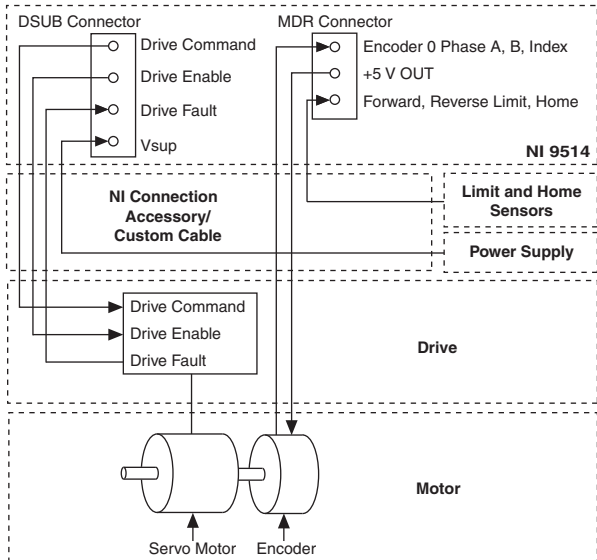 DSUB Connector
MDR Connector
Drive Command
Drive Enable
Drive Fault
Vsup
Encoder 0 Phase A, B, Index
+5 V OUT
Forward, Reverse Limit, Home
NI 9514
NI Connection
Accessory/
Custom Cable
Limit and Home
Sensors
Power Supply
Drive Command
Drive Enable
Drive Fault
Drive
Motor
Servo Motor
Encoder